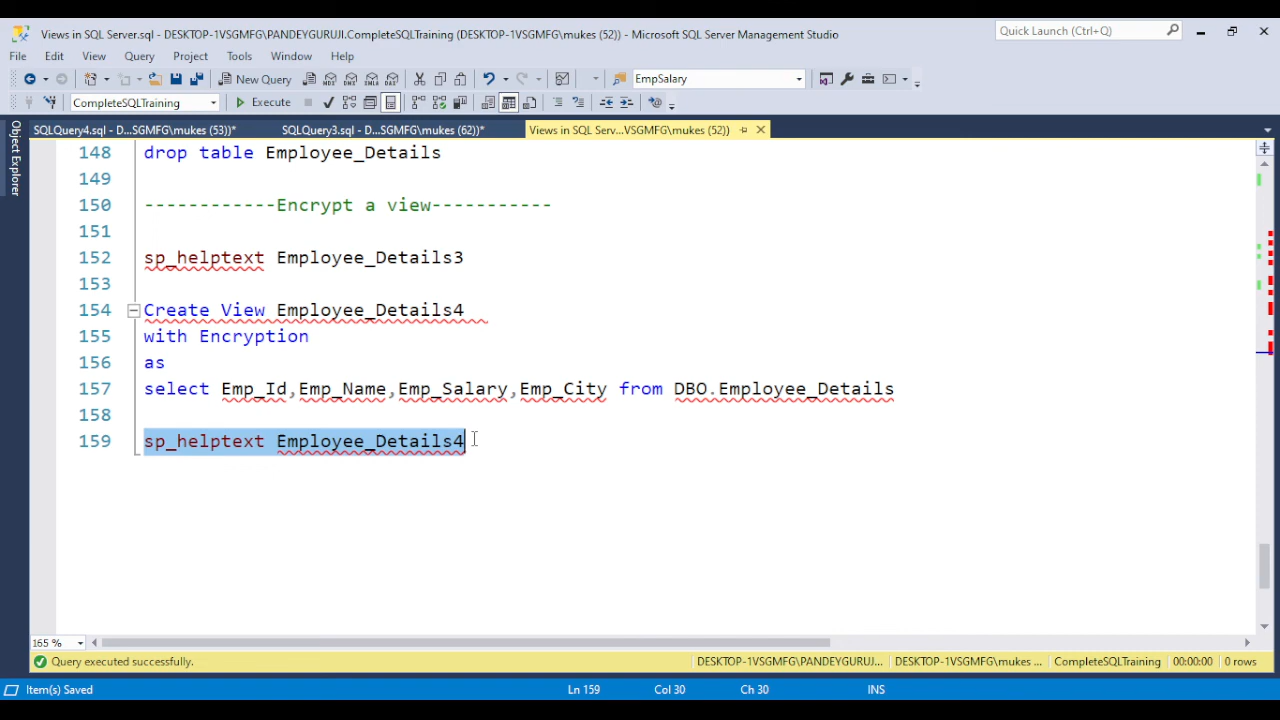 Views in SQL Server.sql - DESKTOP-1VSGMFG\PANDEYGURUJI.CompleteSQLTraining (DESKTOP-1VSGMFG\mukes (52)) - Microsoft SQL Server Management Studio
Quick Launch (Ctrl+Q)
File Edit View Query Project Tools Window Help
New Query
EmpSalary
CompleteSQLTraining
Execute
SQLQuery4.sql - D...SGMFG\mukes (53))*
SQLQuery3.sql - D...SGMFG\mukes (62))*
Views in SQL Serv...VSGMFG\mukes (52))
Object Explorer
148 drop table Employee_Details
149
150 ------------Encrypt a view-----------
151
152 sp_helptext Employee_Details3
153
154 Create View Employee_Details4
155 with Encryption
156 as
157 select Emp_Id,Emp_Name,Emp_Salary,Emp_City from DBO.Employee_Details
158
159 sp_helptext Employee_Details4
165 %
Query executed successfully.
DESKTOP-1VSGMFG\PANDEYGURUJI... DESKTOP-1VSGMFG\mukes ... CompleteSQLTraining 00:00:00 0 rows
Item(s) Saved
Ln 159 Col 30 Ch 30 INS